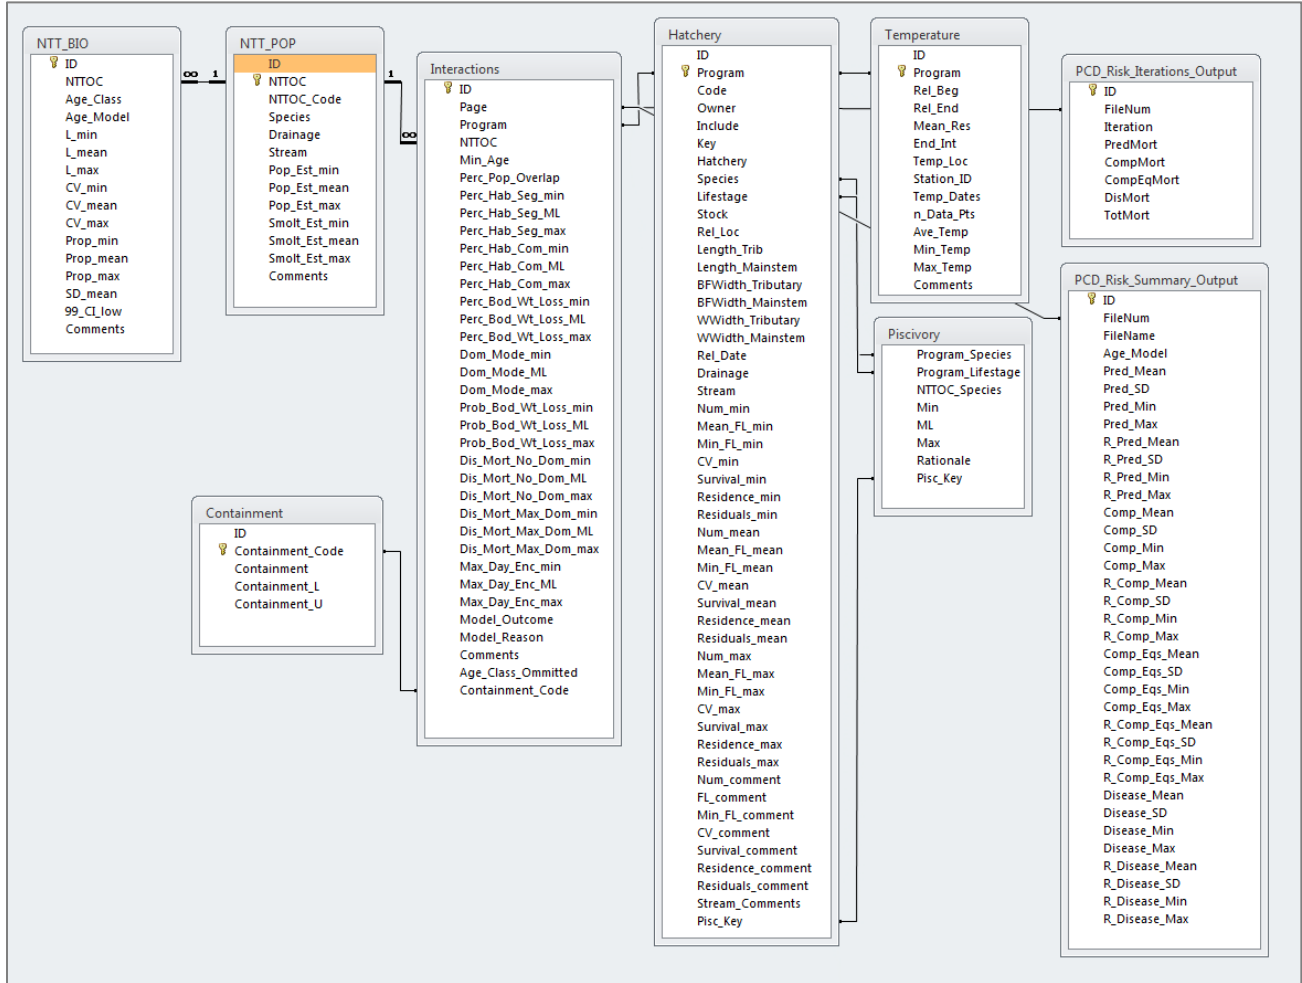 NTT_BIO
ID
NTTOC
Age_Class
Age_Model
L_min
L_mean
L_max
CV_min
CV_mean
CV_max
Prop_min
Prop_mean
Prop_max
SD_mean
99_CI_low
Comments
∞
1
NTT_POP
ID
NTTOC
NTTOC_Code
Species
Drainage
Stream
Pop_Est_min
Pop_Est_mean
Pop_Est_max
Smolt_Est_min
Smolt_Est_mean
Smolt_Est_max
Comments
1
∞
Interactions
ID
Page
Program
NTTOC
Min_Age
Perc_Pop_Overlap
Perc_Hab_Seg_min
Perc_Hab_Seg_ML
Perc_Hab_Seg_max
Perc_Hab_Com_min
Perc_Hab_Com_ML
Perc_Hab_Com_max
Perc_Bod_Wt_Loss_min
Perc_Bod_Wt_Loss_ML
Perc_Bod_Wt_Loss_max
Dom_Mode_min
Dom_Mode_ML
Dom_Mode_max
Prob_Bod_Wt_Loss_min
Prob_Bod_Wt_Loss_ML
Prob_Bod_Wt_Loss_max
Dis_Mort_No_Dom_min
Dis_Mort_No_Dom_ML
Dis_Mort_No_Dom_max
Dis_Mort_Max_Dom_min
Dis_Mort_Max_Dom_ML
Dis_Mort_Max_Dom_max
Max_Day_Enc_min
Max_Day_Enc_ML
Max_Day_Enc_max
Model_Outcome
Model_Reason
Comments
Age_Class_Ommitted
Containment_Code
Containment
ID
Containment_Code
Containment
Containment_L
Containment_U
Hatchery
ID
Program
Code
Owner
Include
Key
Hatchery
Species
Lifestage
Stock
Rel_Loc
Length_Trib
Length_Mainstem
BFWidth_Tributary
BFWidth_Mainstem
WWidth_Tributary
WWidth_Mainstem
Rel_Date
Drainage
Stream
Num_min
Mean_FL_min
Min_FL_min
CV_min
Survival_min
Residence_min
Residuals_min
Num_mean
Mean_FL_mean
Min_FL_mean
CV_mean
Survival_mean
Residence_mean
Residuals_mean
Num_max
Mean_FL_max
Min_FL_max
CV_max
Survival_max
Residence_max
Residuals_max
Num_comment
FL_comment
Min_FL_comment
CV_comment
Survival_comment
Residence_comment
Residuals_comment
Stream_Comments
Pisc_Key
Temperature
ID
Program
Rel_Beg
Rel_End
Mean_Res
End_Int
Temp_Loc
Station_ID
Temp_Dates
n_Data_Pts
Ave_Temp
Min_Temp
Max_Temp
Comments
Piscivory
Program_Species
Program_Lifestage
NTTOC_Species
Min
ML
Max
Rationale
Pisc_Key
PCD_Risk_Iterations_Output
ID
FileNum
Iteration
PredMort
CompMort
CompEqMort
DisMort
TotMort
PCD_Risk_Summary_Output
ID
FileNum
FileName
Age_Model
Pred_Mean
Pred_SD
Pred_Min
Pred_Max
R_Pred_Mean
R_Pred_SD
R_Pred_Min
R_Pred_Max
Comp_Mean
Comp_SD
Comp_Min
Comp_Max
R_Comp_Mean
R_Comp_SD
R_Comp_Min
R_Comp_Max
Comp_Eqs_Mean
Comp_Eqs_SD
Comp_Eqs_Min
Comp_Eqs_Max
R_Comp_Eqs_Mean
R_Comp_Eqs_SD
R_Comp_Eqs_Min
R_Comp_Eqs_Max
Disease_Mean
Disease_SD
Disease_Min
Disease_Max
R_Disease_Mean
R_Disease_SD
R_Disease_Min
R_Disease_Max